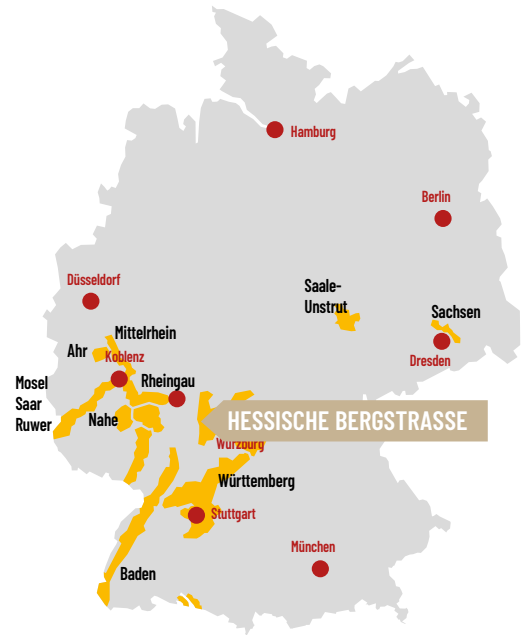 Hamburg
Berlin
Düsseldorf
Saale-
Unstrut
Sachsen
Mittelrhein
Ahr
Koblenz
Dresden
Mosel
Saar
Ruwer
Rheingau
Nahe
HESSISCHE BERGSTRASSE
Würzburg
Württemberg
Stuttgart
München
Baden